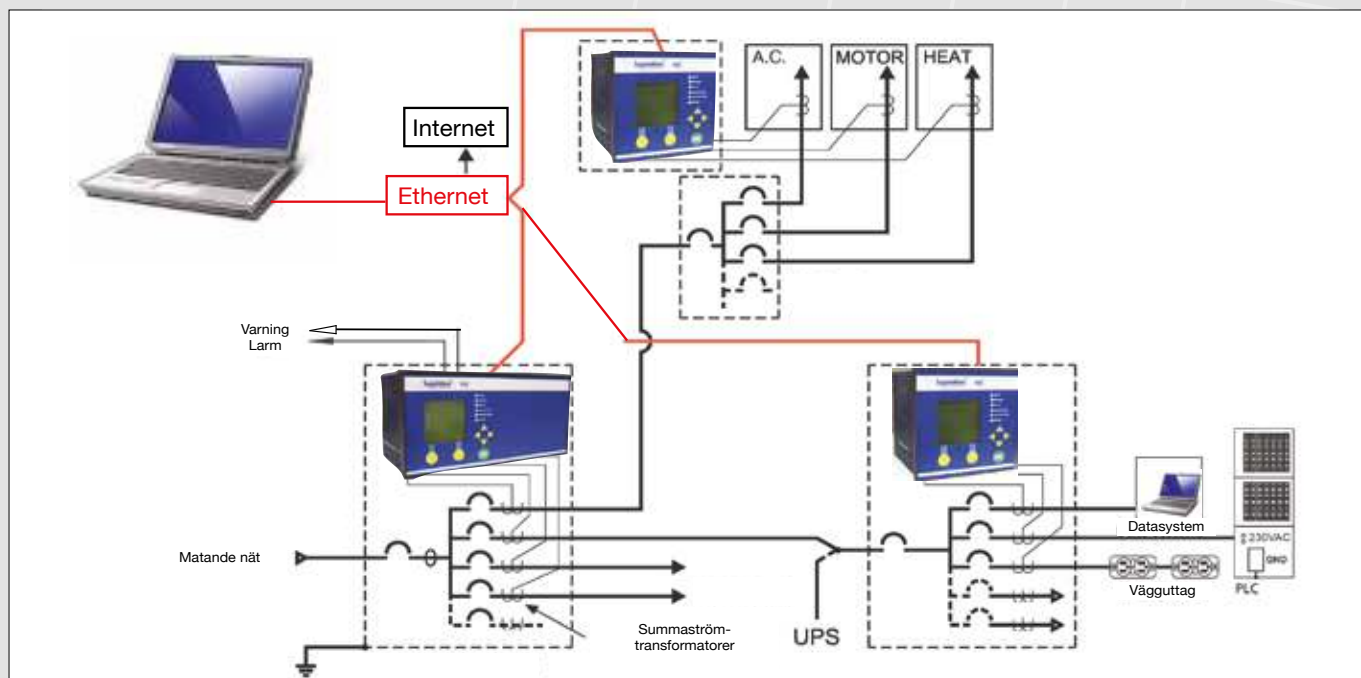 A.C.
MOTOR
HEAT
Internet
Ethernet
Varning
Larm
Matande nät
Summaström-
transformatorer
UPS
Datasystem
230VAC
GND
Vägguttag
PLC